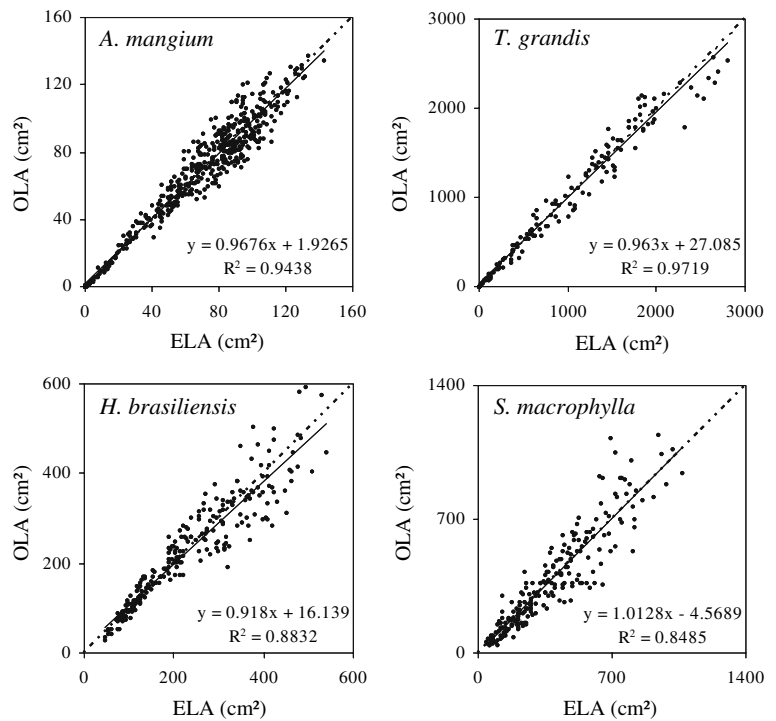 A. mangium
160
120
80
40
0
OLA (cm²)
y = 0.9676x + 1.9265
R² = 0.9438
0 40 80 120 160
ELA (cm²)
T. grandis
3000
2000
1000
0
OLA (cm²)
y = 0.963x + 27.085
R² = 0.9719
0 1000 2000 3000
ELA (cm²)
H. brasiliensis
600
400
200
0
OLA (cm²)
y = 0.918x + 16.139
R² = 0.8832
0 200 400 600
ELA (cm²)
S. macrophylla
1400
700
0
OLA (cm²)
y = 1.0128x - 4.5689
R² = 0.8485
0 700 1400
ELA (cm²)